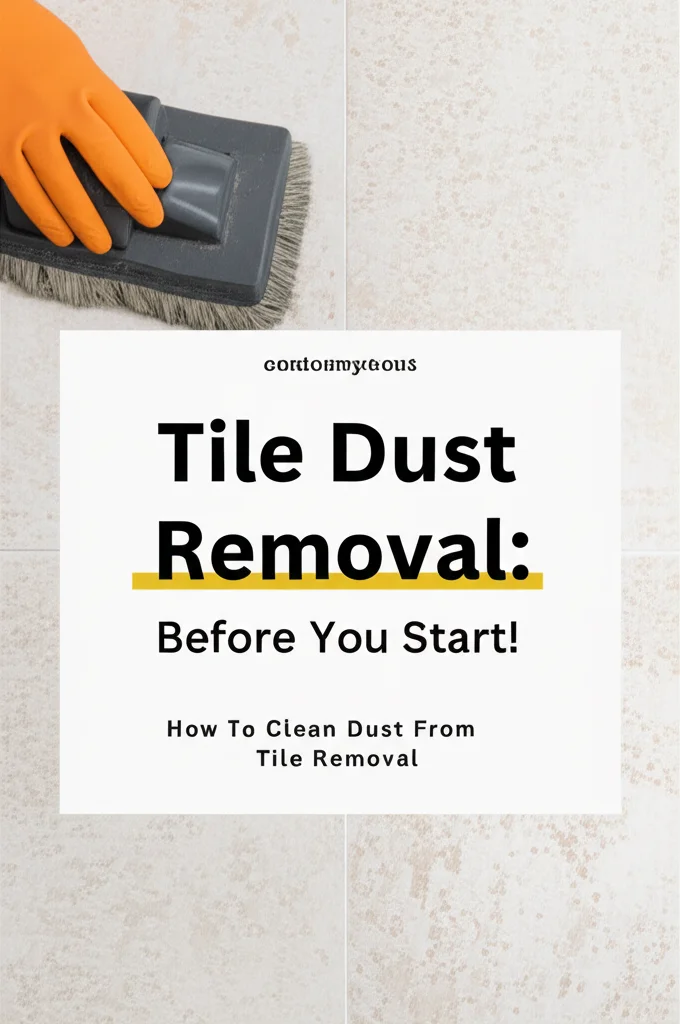 Tile Dust
Removal:
Before You Start!
How To Clean Dust From
Tile Removal